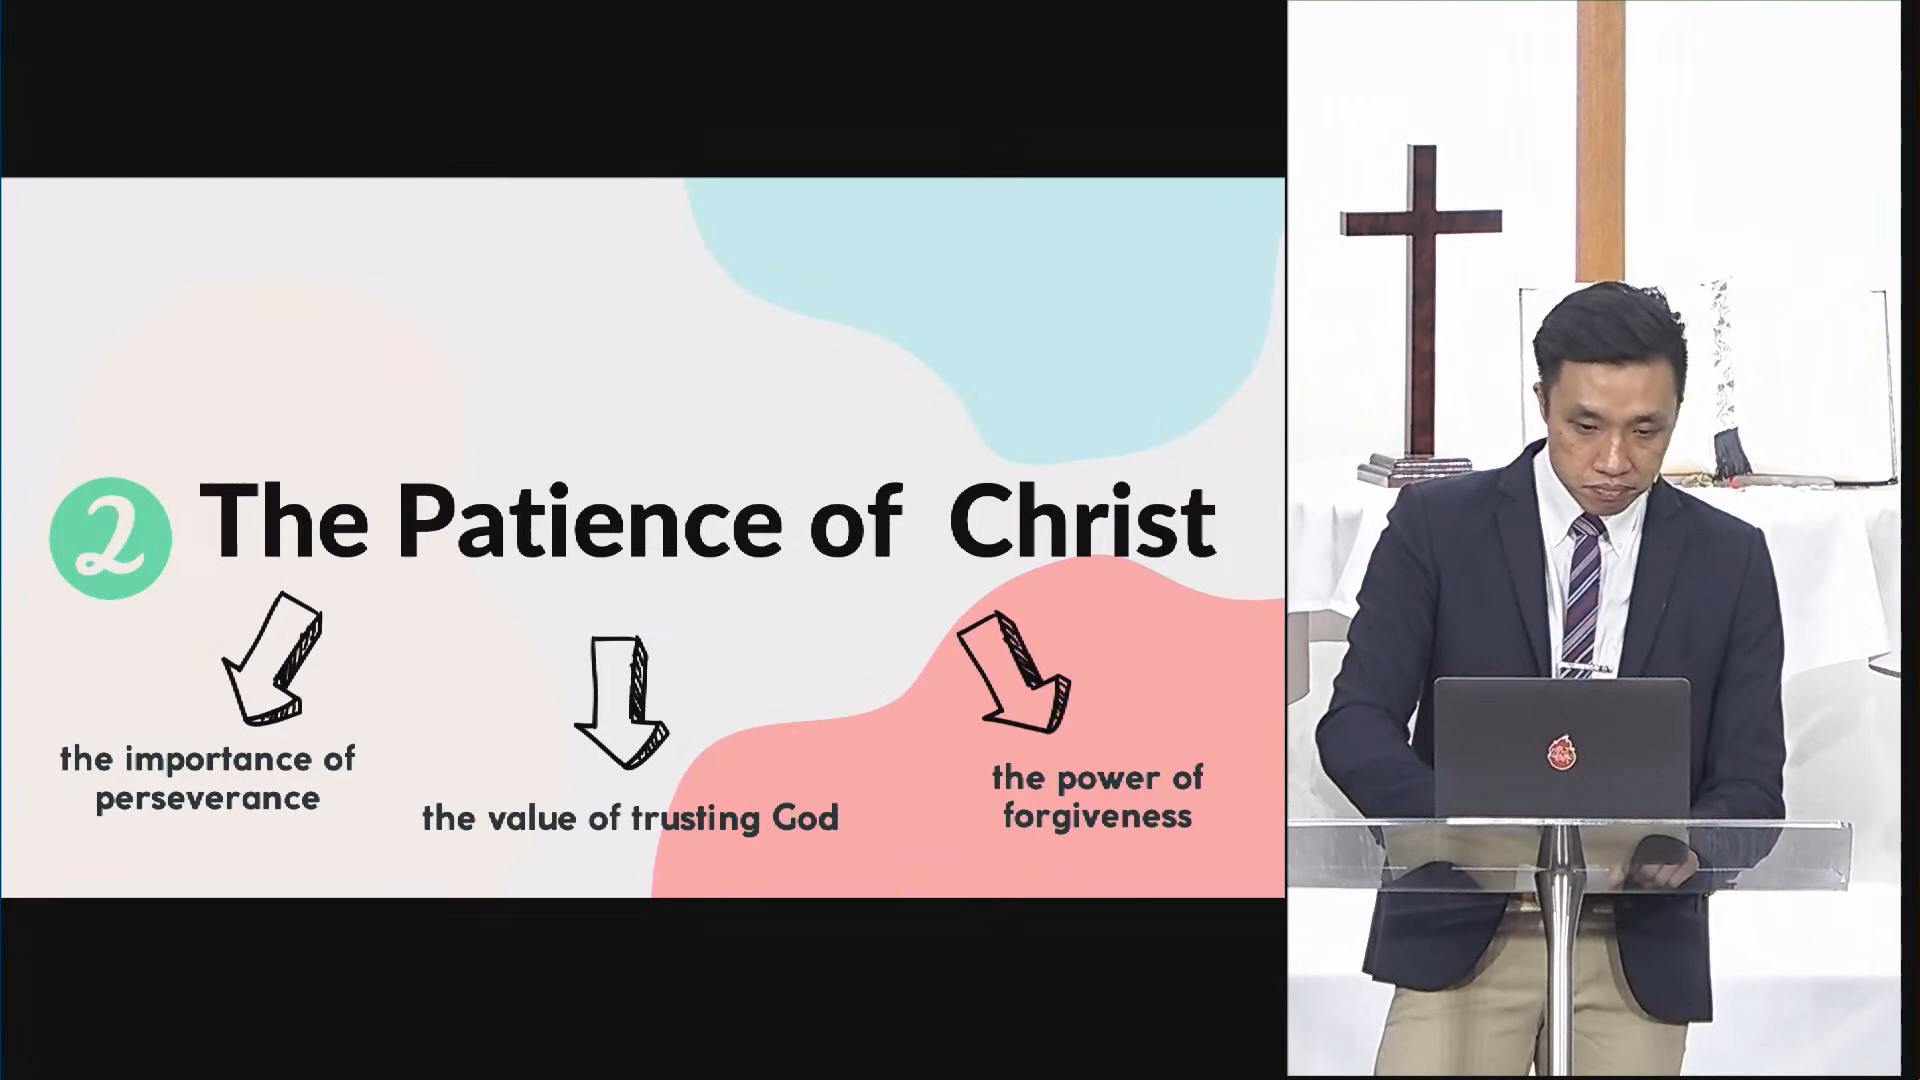 2 The Patience of Christ
the importance of
perseverance
the value of trusting God
the power of
forgiveness